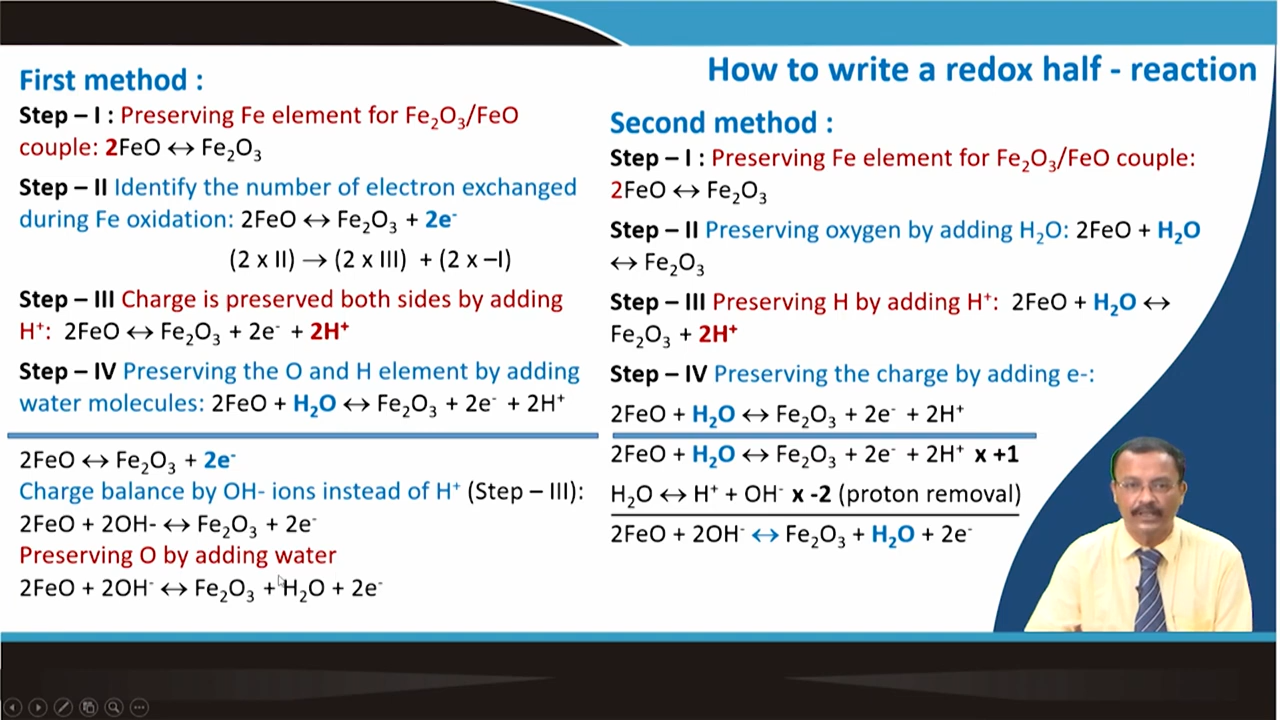 First method :
Step – I : Preserving Fe element for Fe₂O₃/FeO
couple: 2FeO ↔ Fe₂O₃
Step – II Identify the number of electron exchanged
during Fe oxidation: 2FeO ↔ Fe₂O₃ + 2e⁻
(2 x II) → (2 x III) + (2 x –I)
Step – III Charge is preserved both sides by adding
H⁺: 2FeO ↔ Fe₂O₃ + 2e⁻ + 2H⁺
Step – IV Preserving the O and H element by adding
water molecules: 2FeO + H₂O ↔ Fe₂O₃ + 2e⁻ + 2H⁺
2FeO ↔ Fe₂O₃ + 2e⁻
Charge balance by OH- ions instead of H⁺ (Step – III):
2FeO + 2OH- ↔ Fe₂O₃ + 2e⁻
Preserving O by adding water
2FeO + 2OH⁻ ↔ Fe₂O₃ + H₂O + 2e⁻
How to write a redox half - reaction
Second method :
Step – I : Preserving Fe element for Fe₂O₃/FeO couple:
2FeO ↔ Fe₂O₃
Step – II Preserving oxygen by adding H₂O: 2FeO + H₂O
↔ Fe₂O₃
Step – III Preserving H by adding H⁺: 2FeO + H₂O ↔
Fe₂O₃ + 2H⁺
Step – IV Preserving the charge by adding e-:
2FeO + H₂O ↔ Fe₂O₃ + 2e⁻ + 2H⁺
2FeO + H₂O ↔ Fe₂O₃ + 2e⁻ + 2H⁺ x +1
H₂O ↔ H⁺ + OH⁻ x -2 (proton removal)
2FeO + 2OH⁻ ↔ Fe₂O₃ + H₂O + 2e⁻